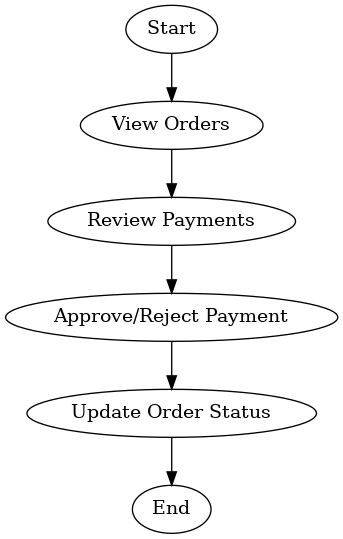 Start
View Orders
Review Payments
Approve/Reject Payment
Update Order Status
End